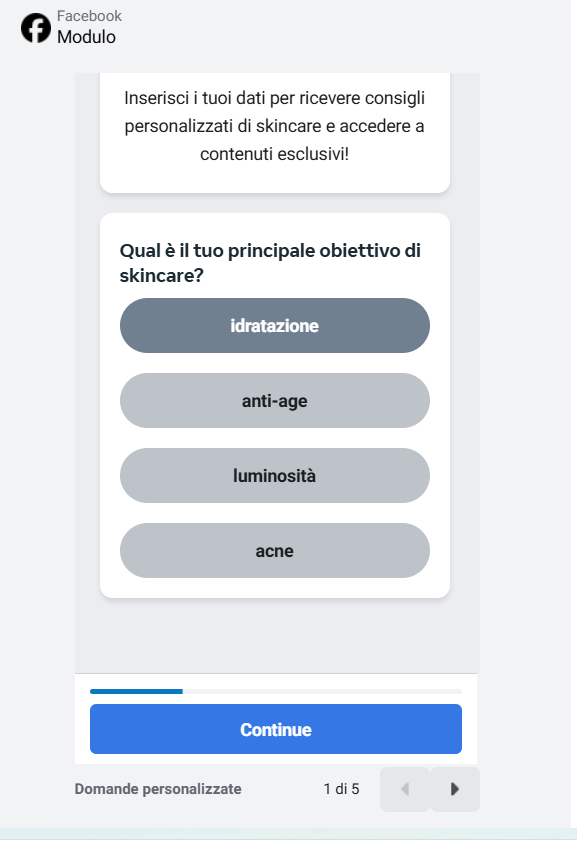 Facebook
Modulo
Inserisci i tuoi dati per ricevere consigli
personalizzati di skincare e accedere a
contenuti esclusivi!
Qual è il tuo principale obiettivo di
skincare?
idratazione
anti-age
luminosità
acne
Continue
Domande personalizzate
1 di 5